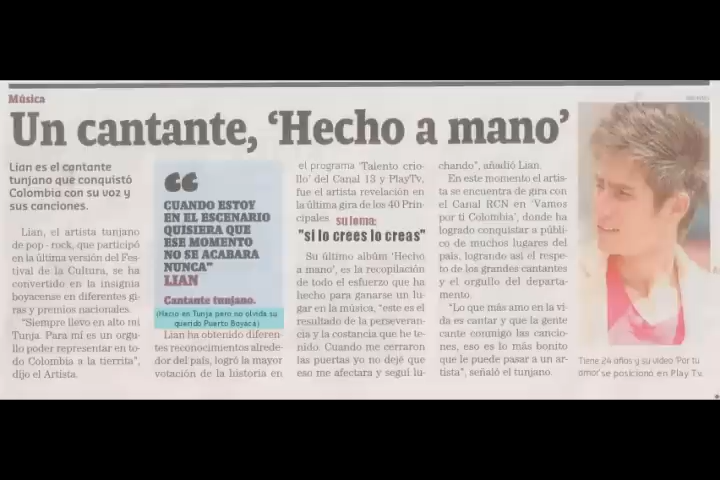 Música
Un cantante, ‘Hecho a mano’
Lian es el cantante
tunjano que conquistó
Colombia con su voz y
sus canciones.
Lian, el artista tunjano
de pop - rock, que participó
en la última versión del Fes-
tival de la Cultura, se ha
convertido en la insignia
boyacense en diferentes gi-
ras y premios nacionales.
“Siempre llevo en alto mi
Tunja. Para mí es un orgu-
llo poder representar en to-
do Colombia a la tierrita”,
dijo el Artista.
“
CUANDO ESTOY
EN EL ESCENARIO
QUISIERA QUE
ESE MOMENTO
NO SE ACABARA
NUNCA"
LIAN
Cantante tunjano.
(Hacio en Tunja pero no olvida su
querido Puerto Boyacá)
Lian ha obtenido diferen-
tes reconocimientos alrede-
dor del país, logró la mayor
votación de la historia en
el programa ‘Talento crio-
llo’ del Canal 13 y PlayTv,
fue el artista revelación en
la última gira de los 40 Prin-
cipales su lema:
"si lo crees lo creas"
Su último albúm ‘Hecho
a mano’, es la recopilación
de todo el esfuerzo que ha
hecho para ganarse un lu-
gar en la música, “este es el
resultado de la perseveran-
cia y la constancia que he te-
nido. Cuando me cerraron
las puertas yo no dejé que
eso me afectara y seguí lu-
chando”, añadió Lian.
En este momento el artis-
ta se encuentra de gira con
el Canal RCN en ‘Vamos
por ti Colombia’, donde ha
logrado conquistar a públi-
co de muchos lugares del
país, logrando así el respe-
to de los grandes cantantes
y el orgullo del departa-
mento.
“Lo que más amo en la vi-
da es cantar y que la gente
cante conmigo las cancio-
nes, eso es lo más bonito
que le puede pasar a un ar-
tista”, señaló el tunjano.
Tiene 24 años y su video ‘Por tu
amor’ se posicionó en Play Tv.